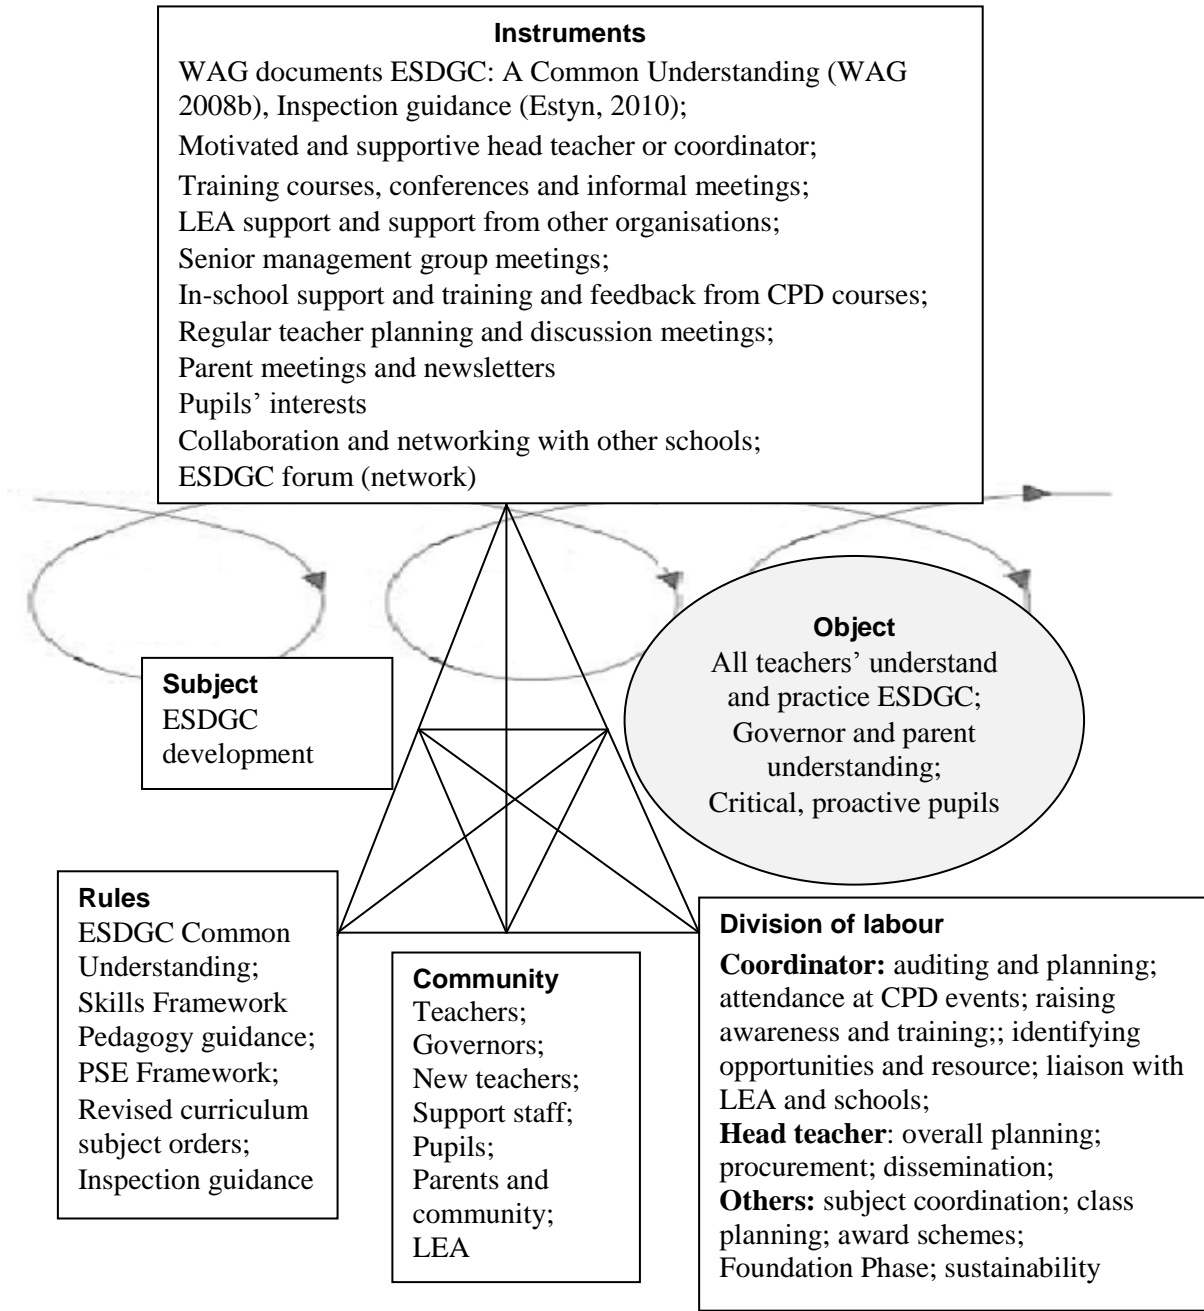 Instruments
WAG documents ESDGC: A Common Understanding (WAG
2008b), Inspection guidance (Estyn, 2010);
Motivated and supportive head teacher or coordinator;
Training courses, conferences and informal meetings;
LEA support and support from other organisations;
Senior management group meetings;
In-school support and training and feedback from CPD courses;
Regular teacher planning and discussion meetings;
Parent meetings and newsletters
Pupils' interests
Collaboration and networking with other schools;
ESDGC forum (network)
Subject
ESDGC
development
Object
All teachers' understand
and practice ESDGC;
Governor and parent
understanding;
Critical, proactive pupils
Rules
ESDGC Common
Understanding;
Skills Framework
Pedagogy guidance;
PSE Framework;
Revised curriculum
subject orders;
Inspection guidance
Community
Teachers;
Governors;
New teachers;
Support staff;
Pupils;
Parents and
community;
LEA
Division of labour
Coordinator: auditing and planning;
attendance at CPD events; raising
awareness and training;; identifying
opportunities and resource; liaison with
LEA and schools;
Head teacher: overall planning;
procurement; dissemination;
Others: subject coordination; class
planning; award schemes;
Foundation Phase; sustainability